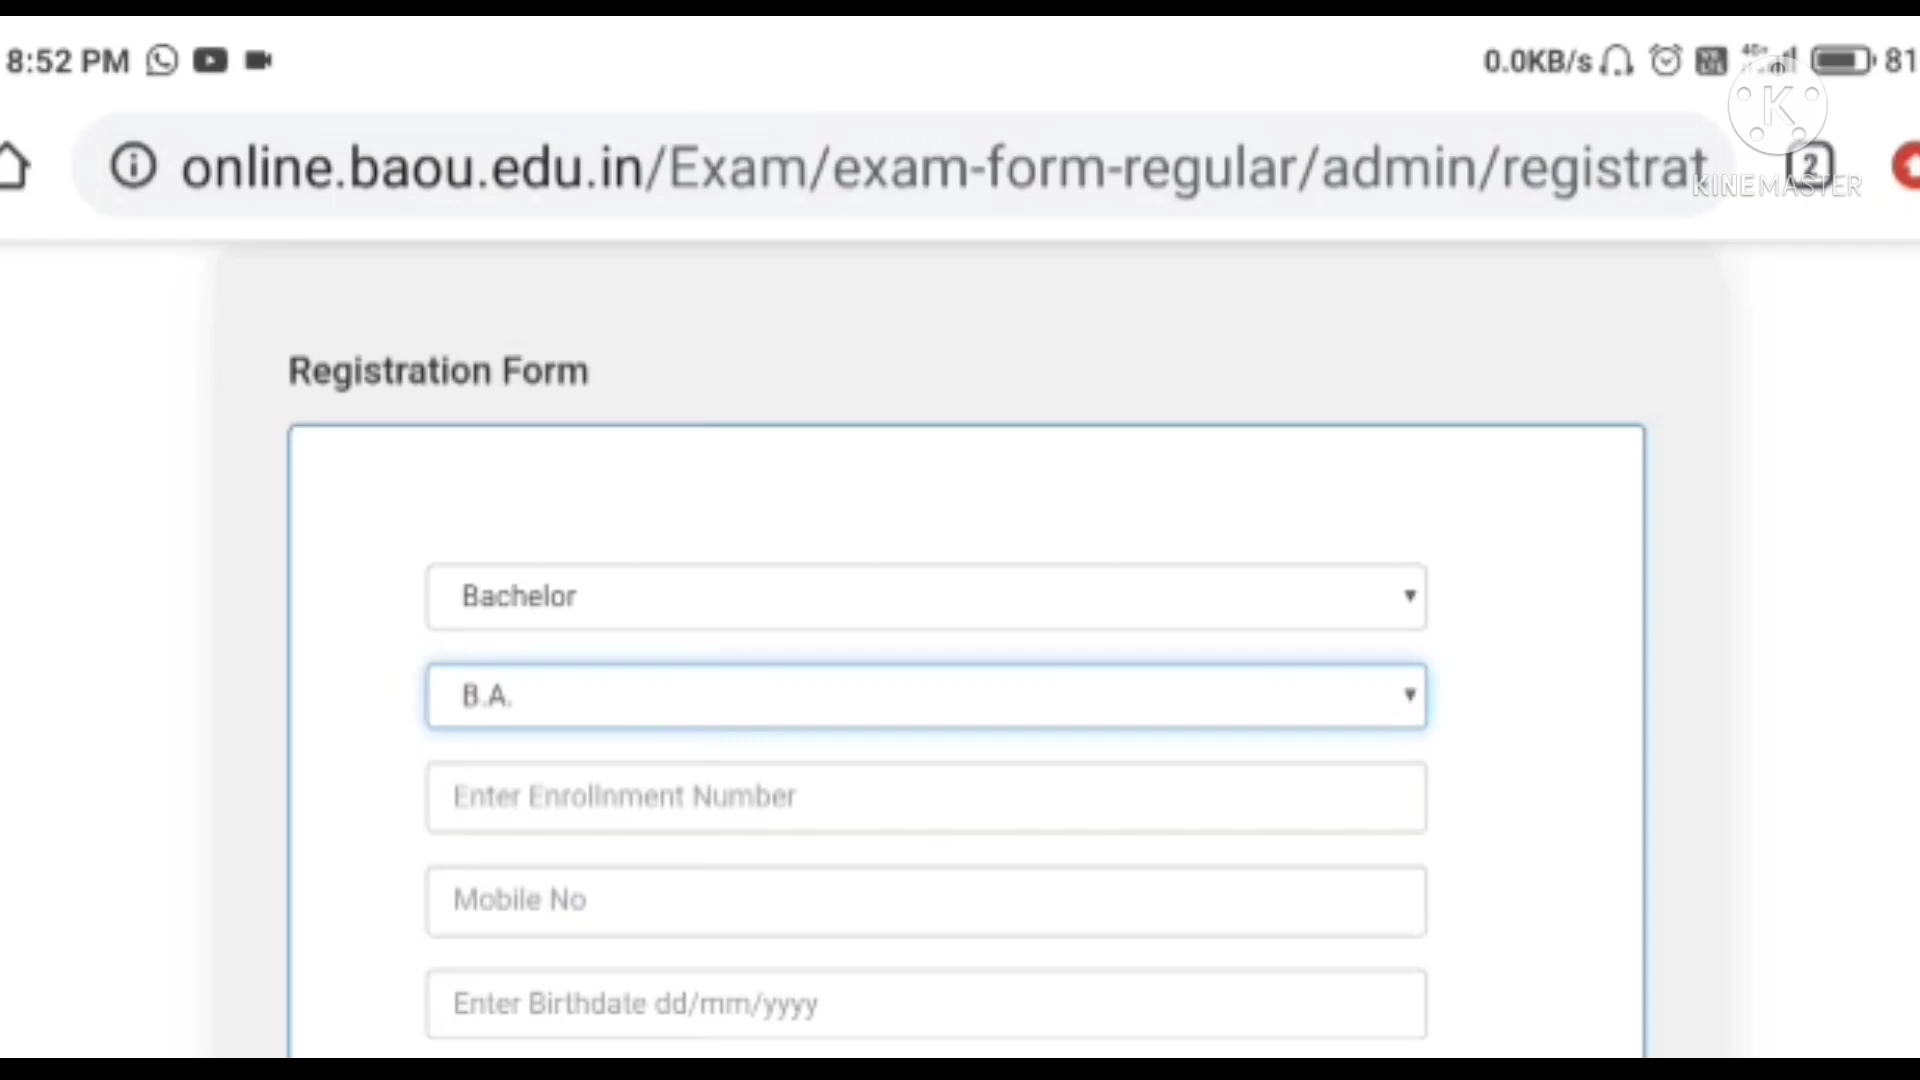 8:52 PM
0.0KB/s
81
online.baou.edu.in/Exam/exam-form-regular/admin/registrat
2
K
KINEMASTER
Registration Form
Bachelor
B.A.
Enter Enrollnment Number
Mobile No
Enter Birthdate dd/mm/yyyy